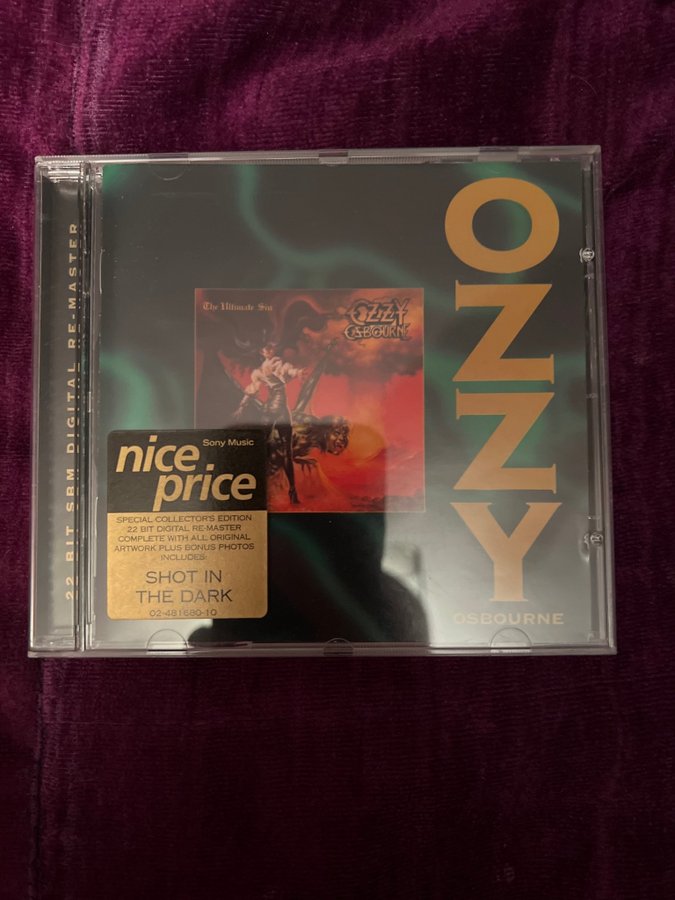 22 BIT SBM DIGITAL RE-MASTER
The Ultimate Sin
OZZY
OSBOURNE
OZZY
OSBOURNE
Sony Music
nice
price
SPECIAL COLLECTOR'S EDITION
22 BIT DIGITAL RE-MASTER
COMPLETE WITH ALL ORIGINAL
ARTWORK PLUS BONUS PHOTOS
INCLUDES:
SHOT IN
THE DARK
02-481680-10